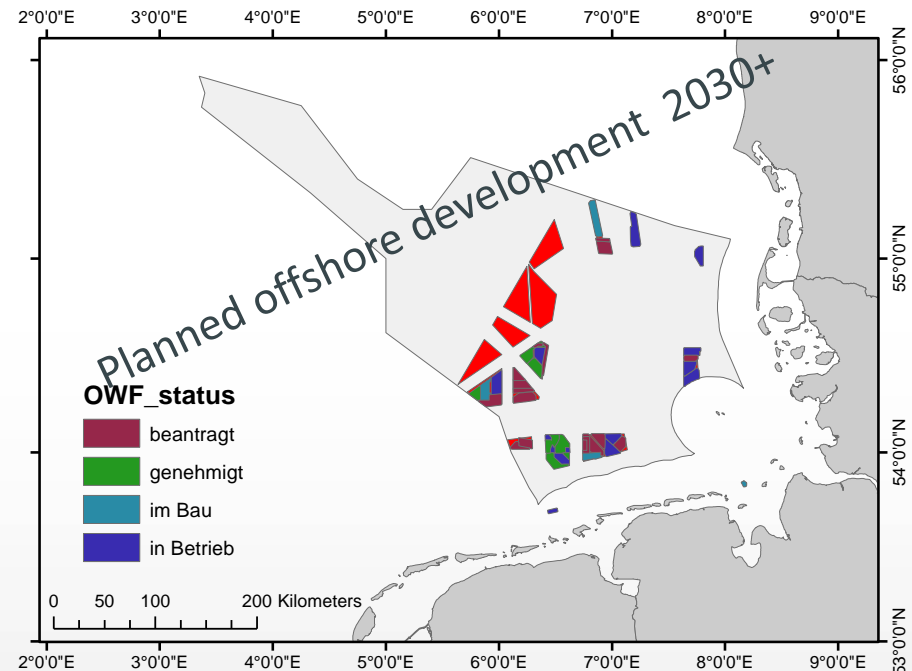 2°0'0"E 3°0'0"E 4°0'0"E 5°0'0"E 6°0'0"E 7°0'0"E 8°0'0"E 9°0'0"E
56°0'0"N
Planned offshore development 2030+
55°0'0"N
OWF_status
beantragt
genehmigt
54°0'0"N
im Bau
in Betrieb
0 50 100 200 Kilometers
53°0'0"N
2°0'0"E 3°0'0"E 4°0'0"E 5°0'0"E 6°0'0"E 7°0'0"E 8°0'0"E 9°0'0"E